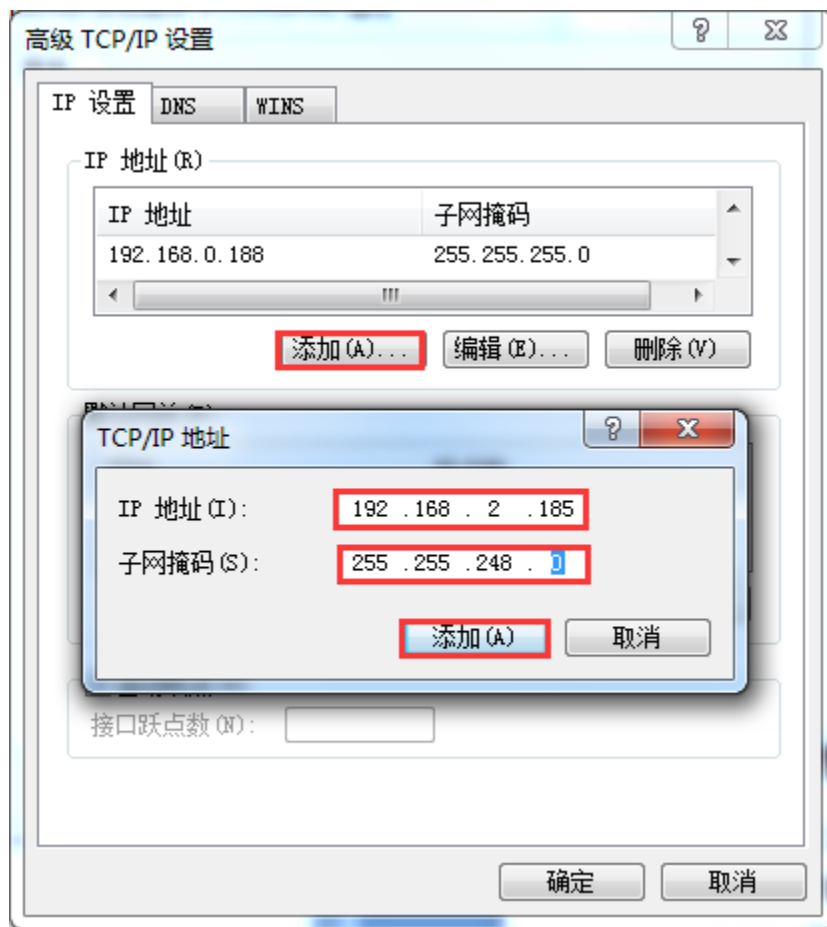 高级 TCP/IP 设置
IP 设置 DNS WINS
IP 地址(R)
IP 地址 子网掩码
192.168.0.188 255.255.255.0
添加(A)... 编辑(E)... 删除(V)
TCP/IP 地址
IP 地址(I): 192 .168 . 2 .185
子网掩码(S): 255 .255 .248 . 0
添加(A) 取消
接口跃点数(N):
确定 取消